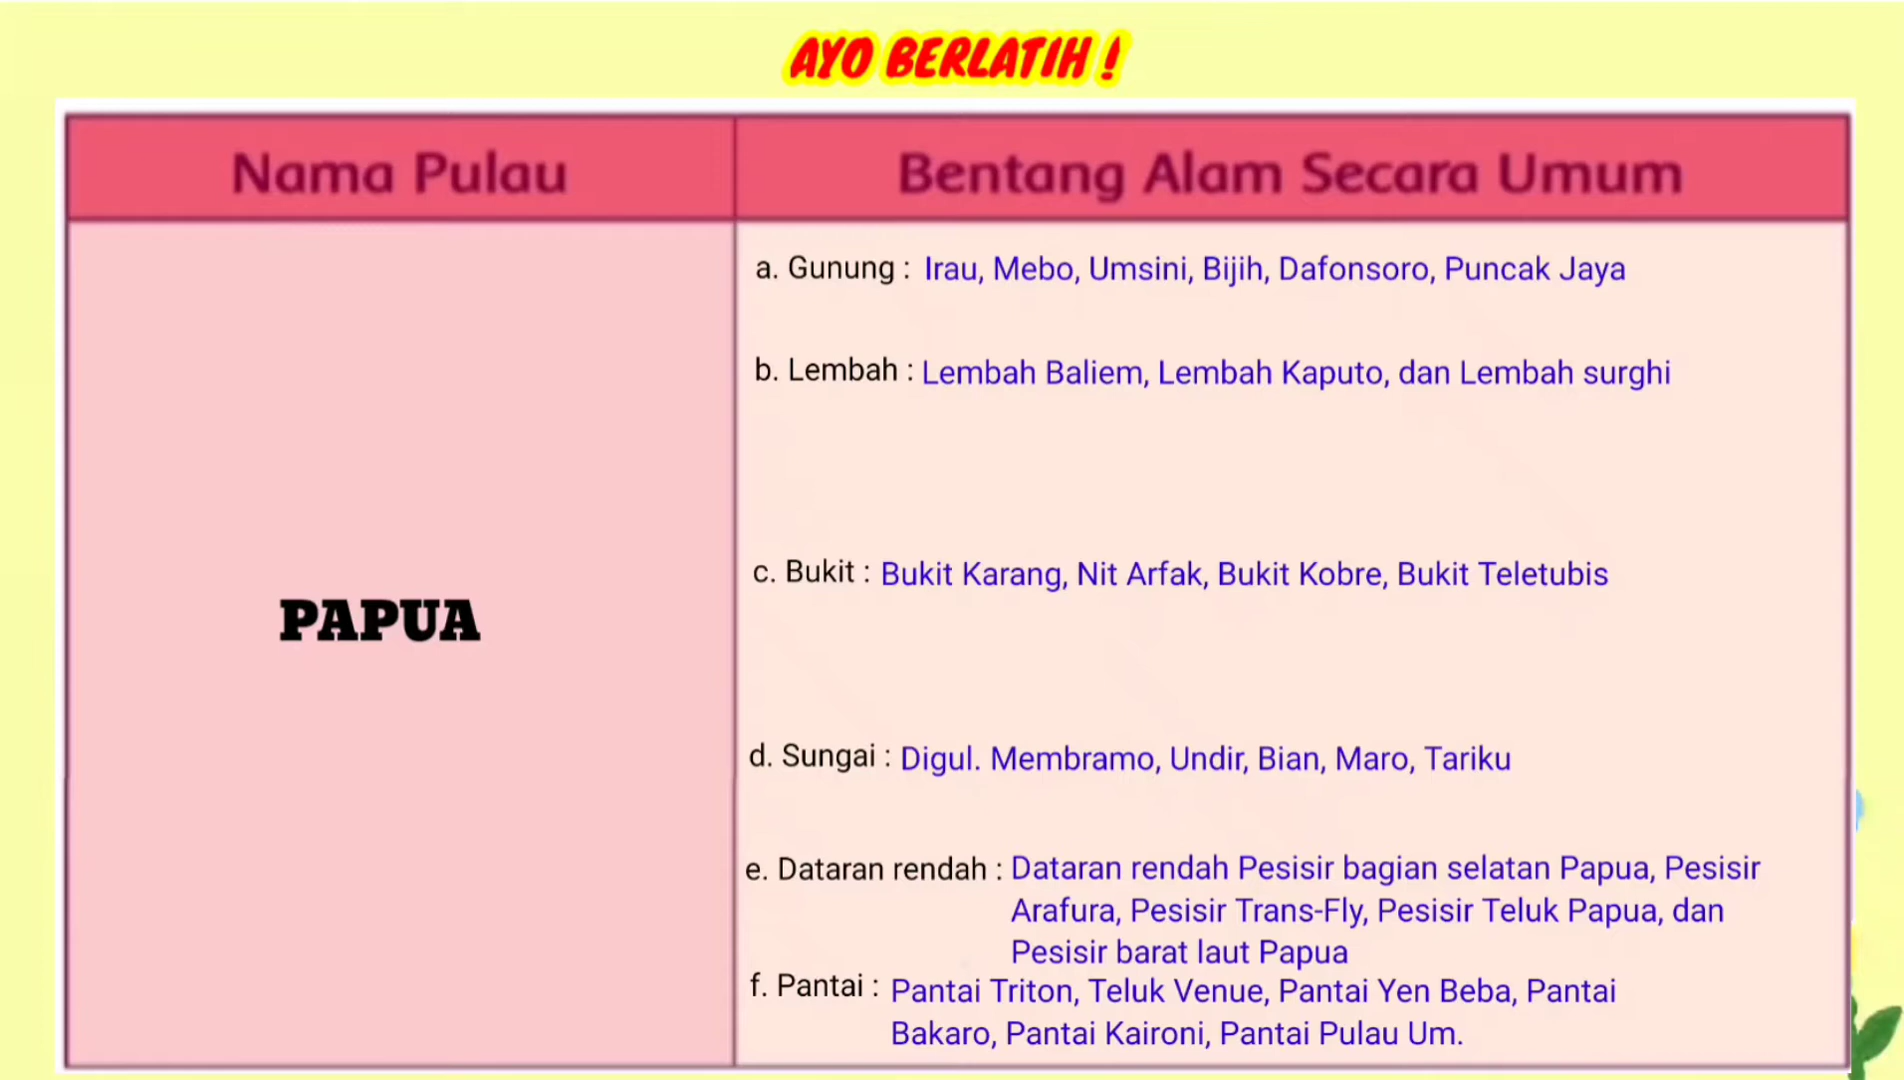 AYO BERLATIH !
Nama Pulau
Bentang Alam Secara Umum
PAPUA
a. Gunung : Irau, Mebo, Umsini, Bijih, Dafonsoro, Puncak Jaya
b. Lembah : Lembah Baliem, Lembah Kaputo, dan Lembah surghi
c. Bukit : Bukit Karang, Nit Arfak, Bukit Kobre, Bukit Teletubis
d. Sungai : Digul. Membramo, Undir, Bian, Maro, Tariku
e. Dataran rendah : Dataran rendah Pesisir bagian selatan Papua, Pesisir
Arafura, Pesisir Trans-Fly, Pesisir Teluk Papua, dan
Pesisir barat laut Papua
f. Pantai : Pantai Triton, Teluk Venue, Pantai Yen Beba, Pantai
Bakaro, Pantai Kaironi, Pantai Pulau Um.